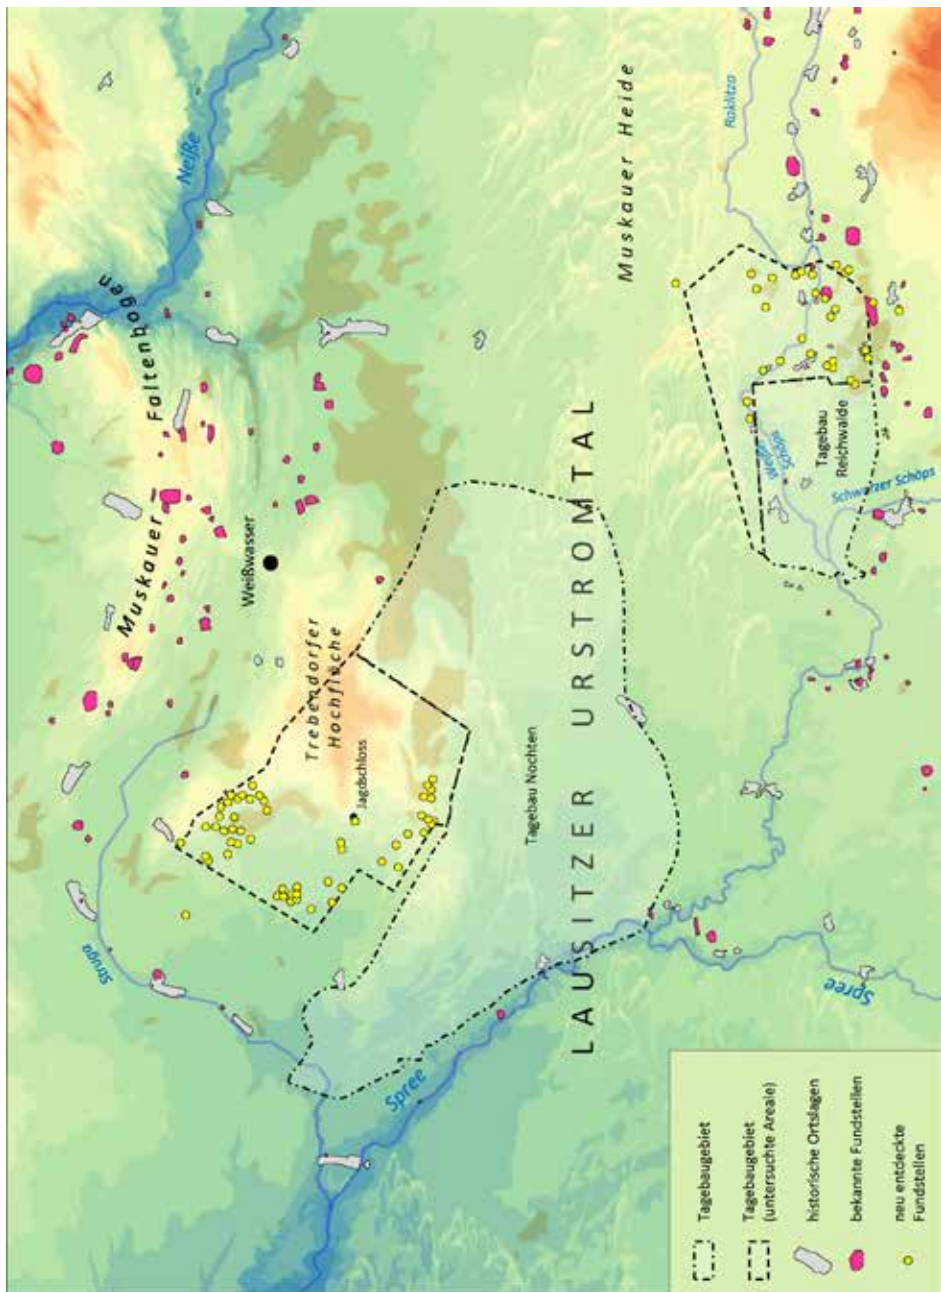 Neiße
Muskauer
Faltenbogen
Muskauer Heide
Raklitza
Weißwasser
Trebendorfer
Hochfläche
Jagdschloss
Struga
Tagebau Nochten
LAUSITZER URSTROMTAL
Weißer
Schöps
Tagebau
Reichwalde
Schwarzer Schöps
Spree
Spree
Tagebaugebiet
Tagebaugebiet
(untersuchte Areale)
historische Ortslagen
bekannte Fundstellen
neu entdeckte
Fundstellen